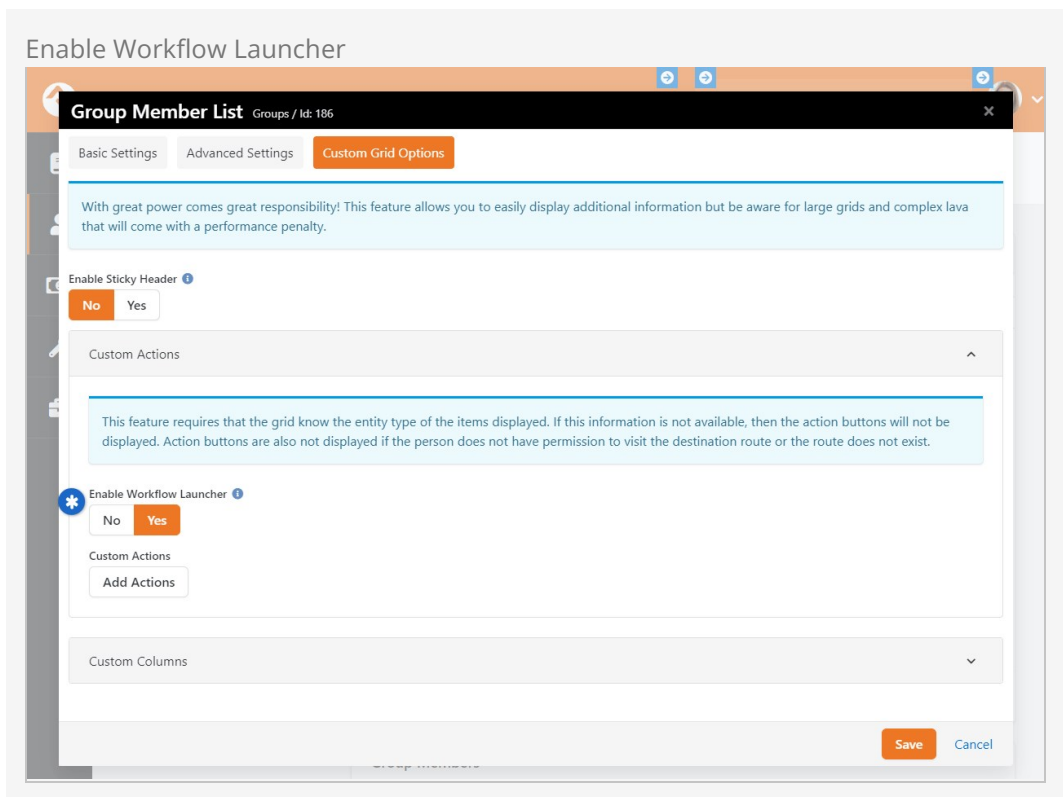 Enable Workflow Launcher
Group Member List Groups / Id: 186
Basic Settings Advanced Settings Custom Grid Options
With great power comes great responsibility! This feature allows you to easily display additional information but be aware for large grids and complex lava
that will come with a performance penalty.
Enable Sticky Header
No Yes
Custom Actions
This feature requires that the grid know the entity type of the items displayed. If this information is not available, then the action buttons will not be
displayed. Action buttons are also not displayed if the person does not have permission to visit the destination route or the route does not exist.
Enable Workflow Launcher
No Yes
Custom Actions
Add Actions
Custom Columns
Save Cancel
Group Members